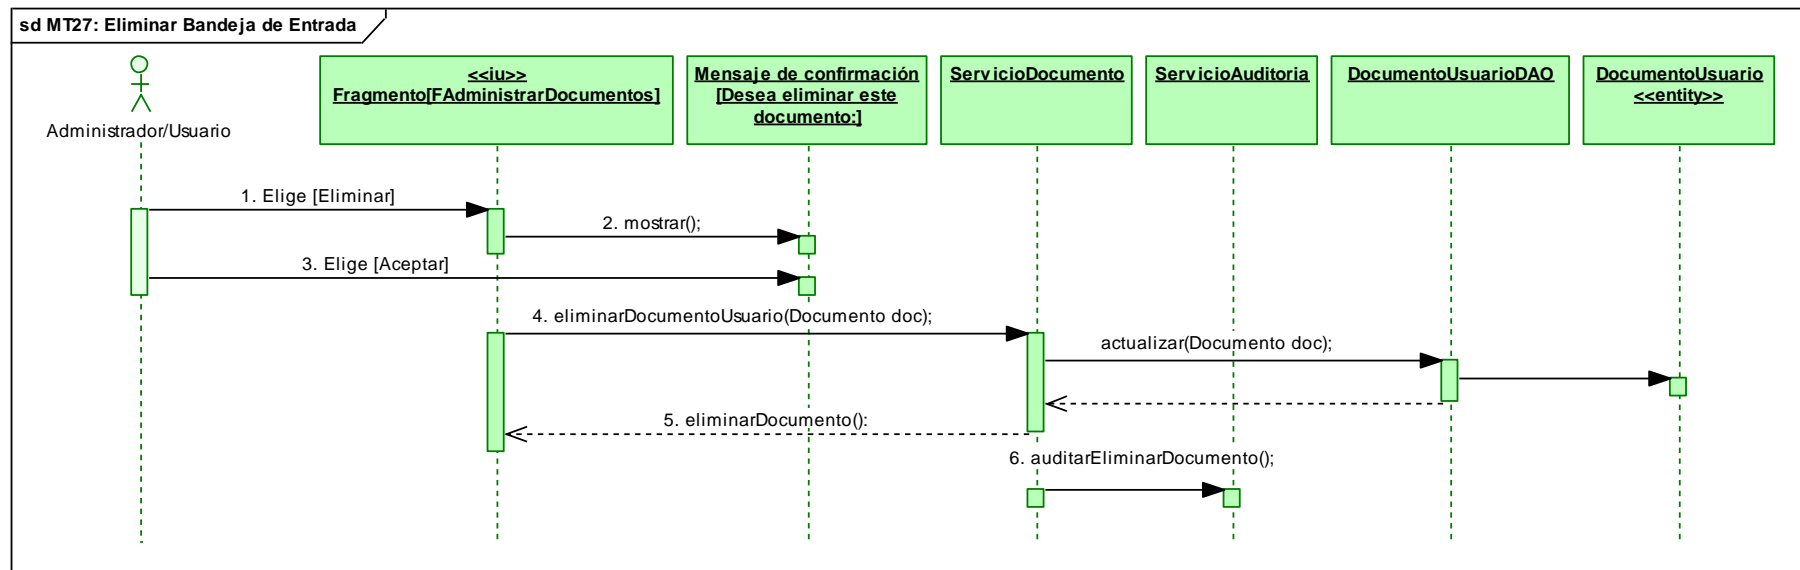 sd MT27: Eliminar Bandeja de Entrada
Administrador/Usuario
<<iu>>
Fragmento[FAdministrarDocumentos]
Mensaje de confirmación
[Desea eliminar este
documento:]
ServicioDocumento
ServicioAuditoria
DocumentoUsuarioDAO
DocumentoUsuario
<<entity>>
1. Elige [Eliminar]
2. mostrar();
3. Elige [Aceptar]
4. eliminarDocumentoUsuario(Documento doc);
actualizar(Documento doc);
5. eliminarDocumento():
6. auditarEliminarDocumento();